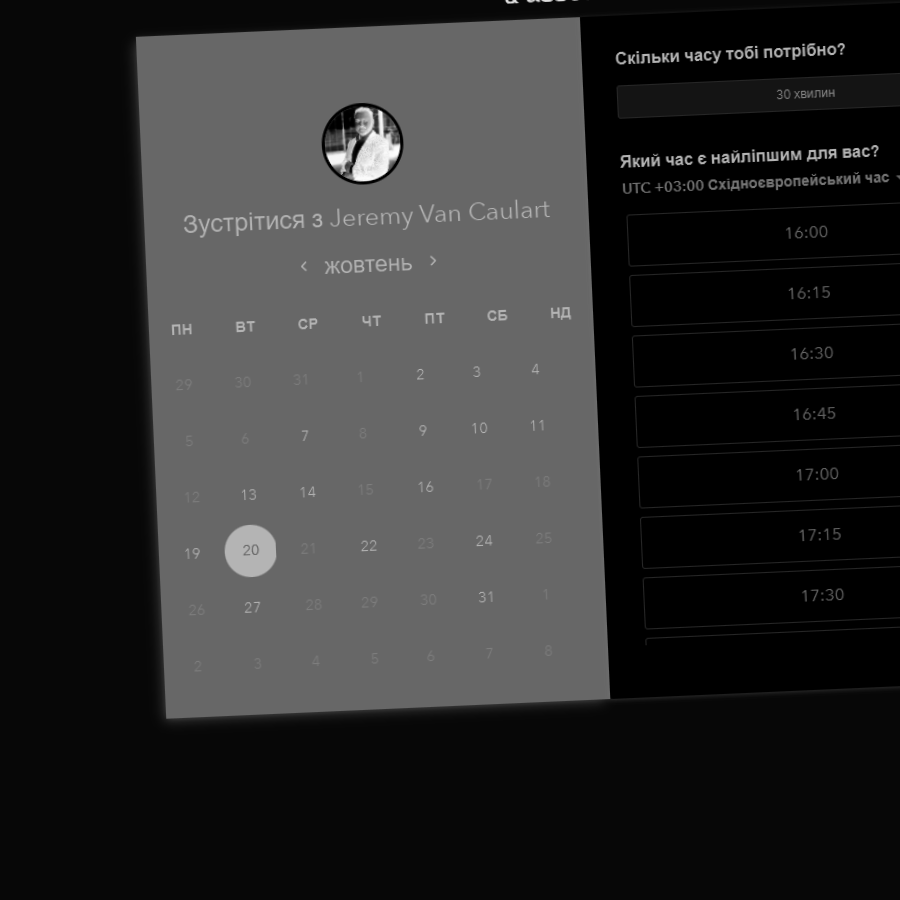 Зустрітися з Jeremy Van Caulart
‹ жовтень ›
ПН ВТ СР ЧТ ПТ СБ НД
29 30 31 1 2 3 4
5 6 7 8 9 10 11
12 13 14 15 16 17 18
19 20 21 22 23 24 25
26 27 28 29 30 31 1
2 3 4 5 6 7 8
Скільки часу тобі потрібно?
30 хвилин
Який час є найліпшим для вас?
UTC +03:00 Східноєвропейський час
16:00
16:15
16:30
16:45
17:00
17:15
17:30